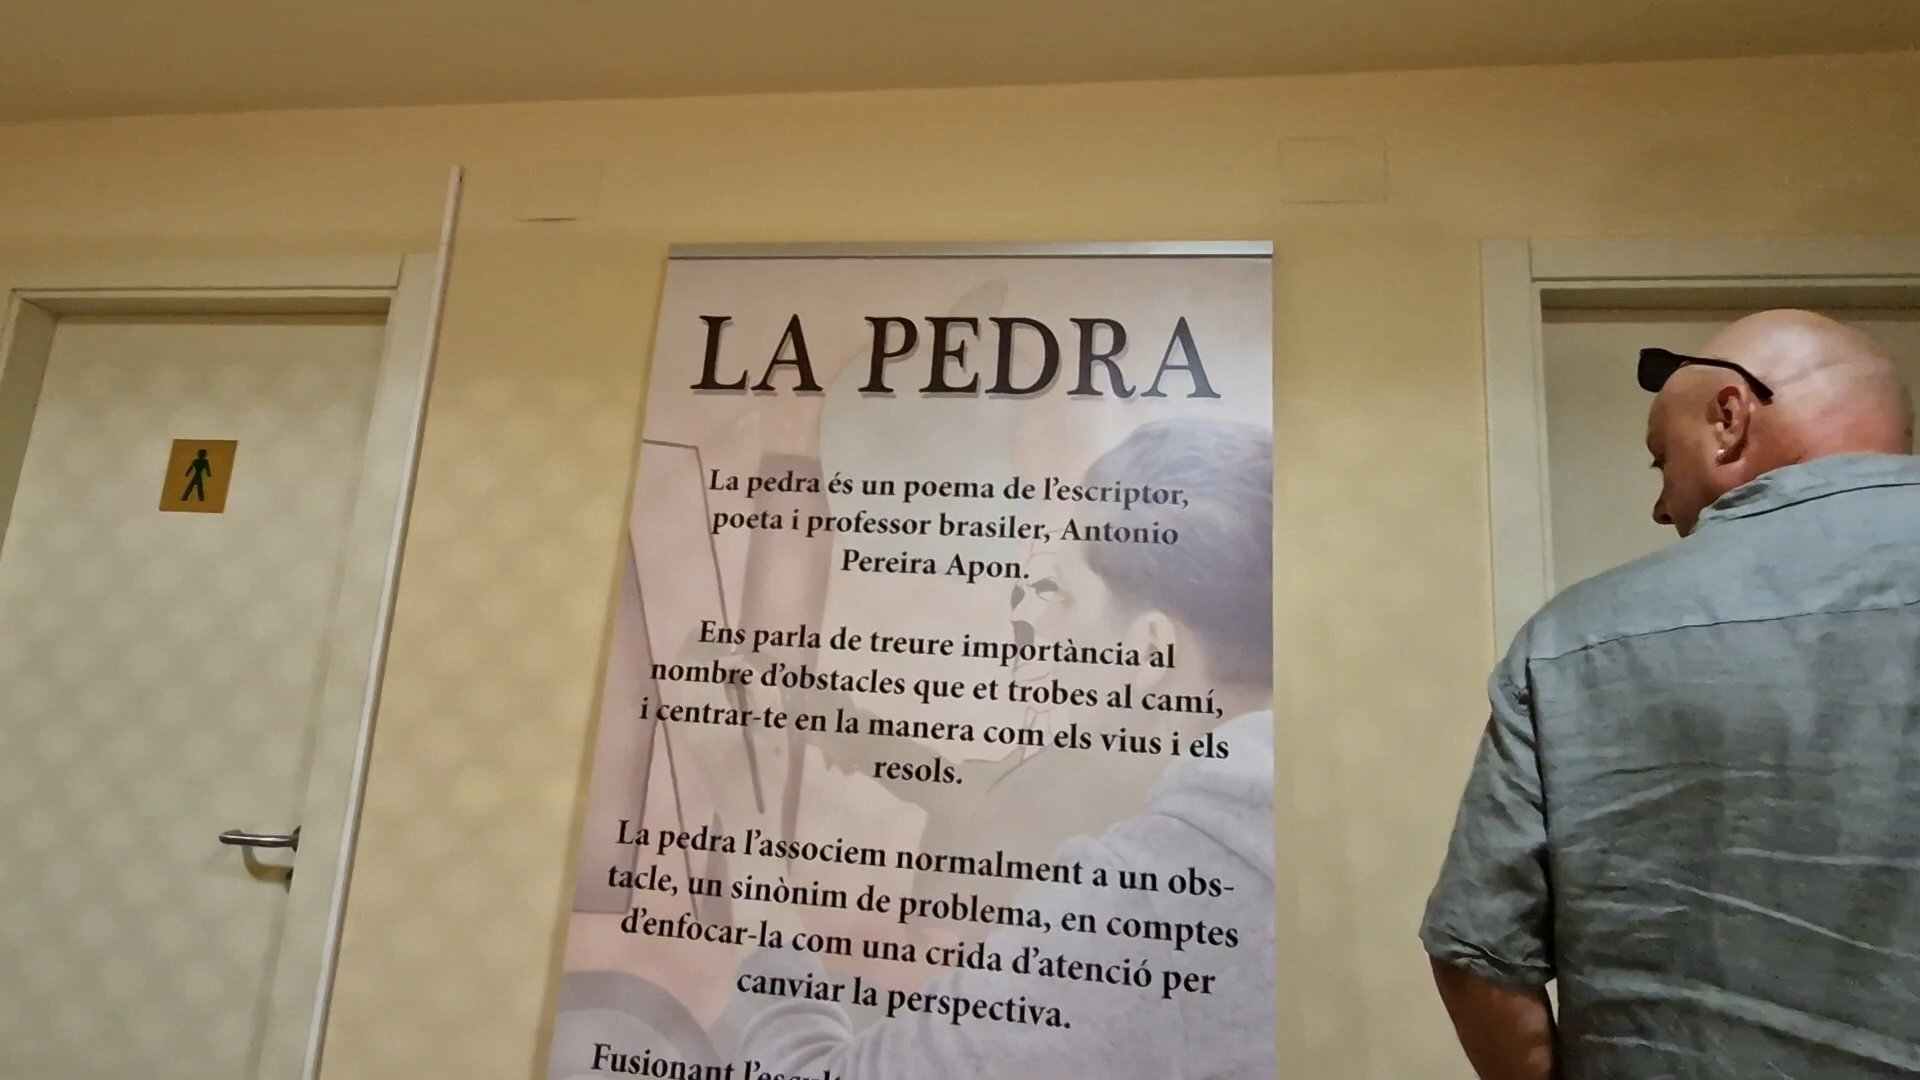 LA PEDRA
La pedra és un poema de l'escriptor,
poeta i professor brasiler, Antonio
Pereira Apon.
Ens parla de treure importància al
nombre d'obstacles que et trobes al camí,
i centrar-te en la manera com els vius i els
resols.
La pedra l'associem normalment a un obs-
tacle, un sinònim de problema, en comptes
d'enfocar-la com una crida d'atenció per
canviar la perspectiva.
Fusionant